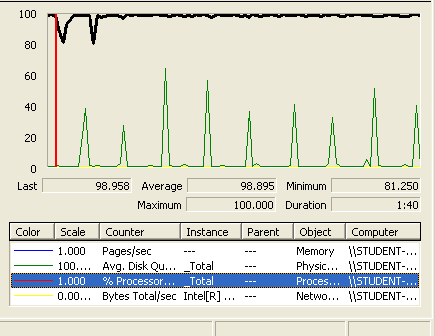 100
80
60
40
20
0
Last 98.958 Average 98.895 Minimum 81.250
Maximum 100.000 Duration 1:40
Color Scale Counter Instance Parent Object Computer
1.000 Pages/sec --- --- Memory \\STUDENT-...
100.... Avg. Disk Qu... _Total --- Physic... \\STUDENT-...
1.000 % Processor... _Total --- Proces... \\STUDENT-...
0.00... Bytes Total/sec Intel[R] ... --- Netwo... \\STUDENT-...